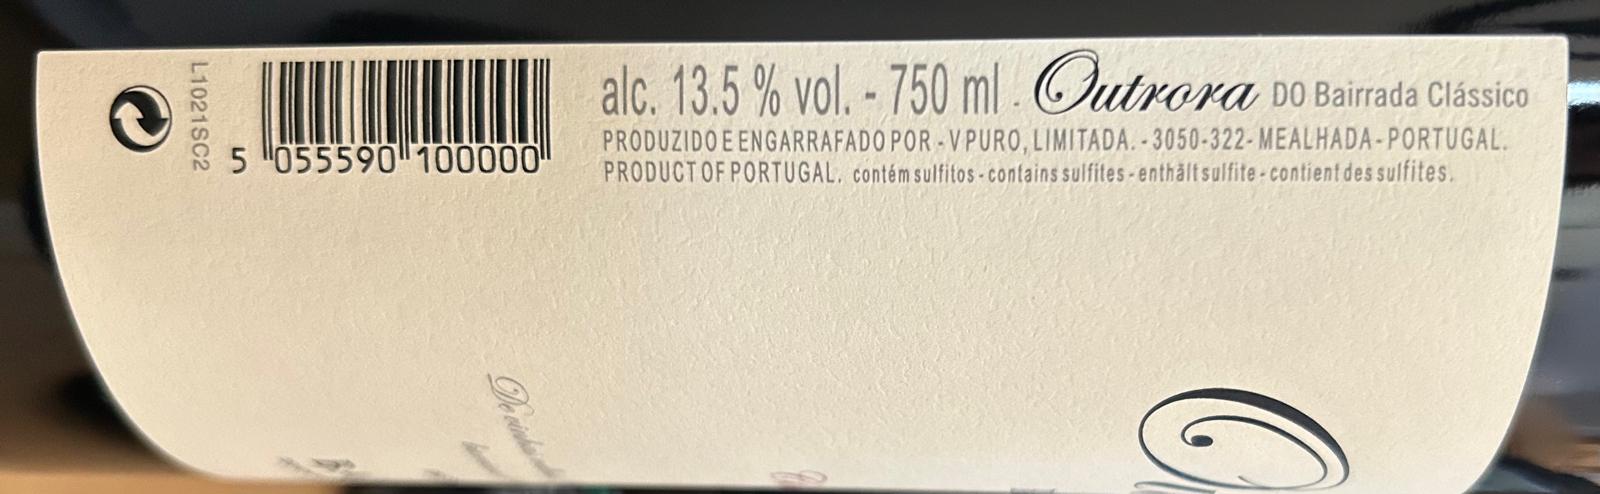 L1021SC2
5 055590 100000
alc. 13.5 % vol. - 750 ml . Outrora DO Bairrada Clássico
PRODUZIDO E ENGARRAFADO POR - V PURO, LIMITADA. - 3050-322- MEALHADA - PORTUGAL.
PRODUCT OF PORTUGAL. contém sulfitos - contains sulfites - enthält sulfite - contient des sulfites.